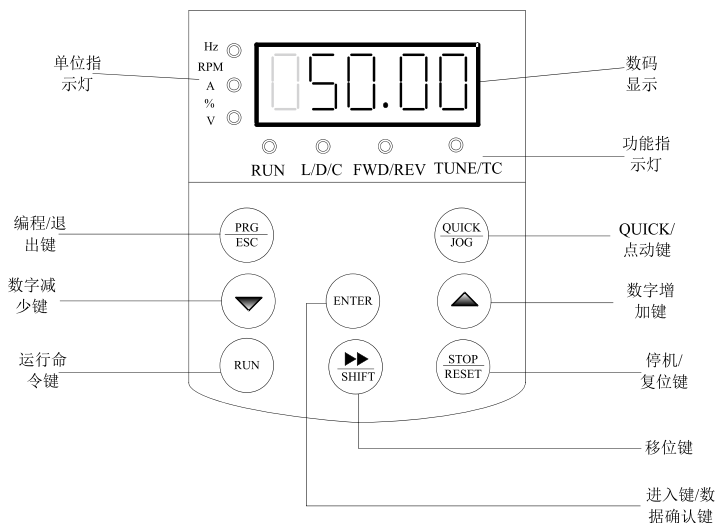 Hz
RPM
A
%
V
单位指
示灯
50.00
数码
显示
功能指
示灯
RUN L/D/C FWD/REV TUNE/TC
编程/退
出键
PRG
ESC
QUICK
JOG
QUICK/
点动键
数字减
少键
ENTER
数字增
加键
运行命
令键
RUN
SHIFT
STOP
RESET
停机/
复位键
移位键
进入键/数
据确认键